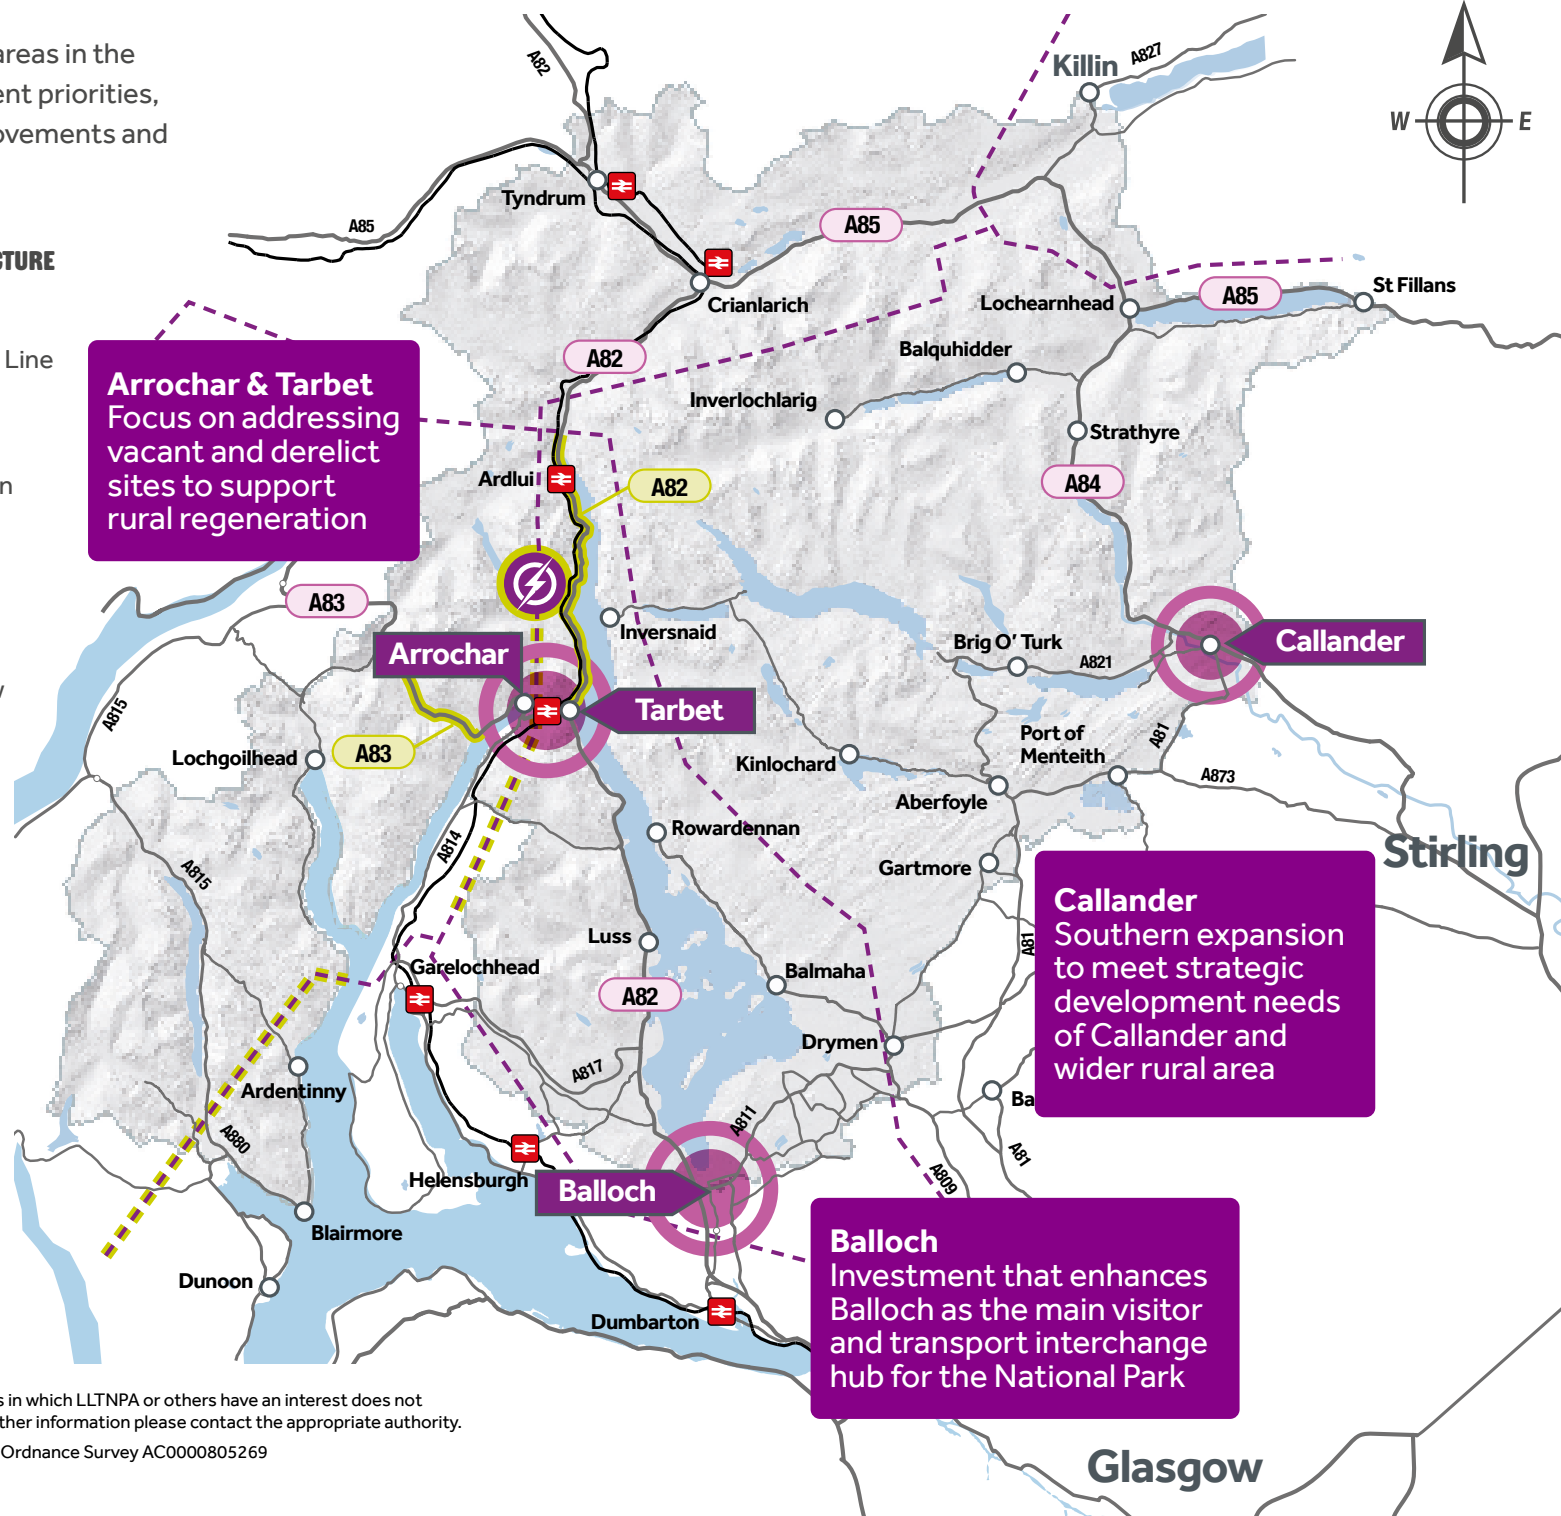 areas in the
ent priorities,
ovements and
CTURE
Line
n
y
A82
Killin
A827
W
E
Tyndrum
A85
A85
Crianlarich
Lochearnhead
A85
St Fillans
A82
Balquhidder
Inverlochlarig
Strathyre
Arrochar & Tarbet
Focus on addressing
vacant and derelict
sites to support
rural regeneration
Ardlui
A82
A84
A83
Inversnaid
Arrochar
Brig O' Turk
A821
Callander
Tarbet
A815
A83
Lochgoilhead
Kinlochard
Port of
Menteith
A81
A873
Aberfoyle
Rowardennan
A814
A815
Gartmore
Stirling
Callander
Southern expansion
to meet strategic
development needs
of Callander and
wider rural area
Luss
A81
Garelochhead
Balmaha
A82
Drymen
A817
Ardentinny
Ba
A811
A880
A81
A809
Helensburgh
Balloch
Blairmore
Dunoon
Dumbarton
Balloch
Investment that enhances
Balloch as the main visitor
and transport interchange
hub for the National Park
s in which LLTNPA or others have an interest does not
ther information please contact the appropriate authority.
Ordnance Survey AC0000805269
Glasgow